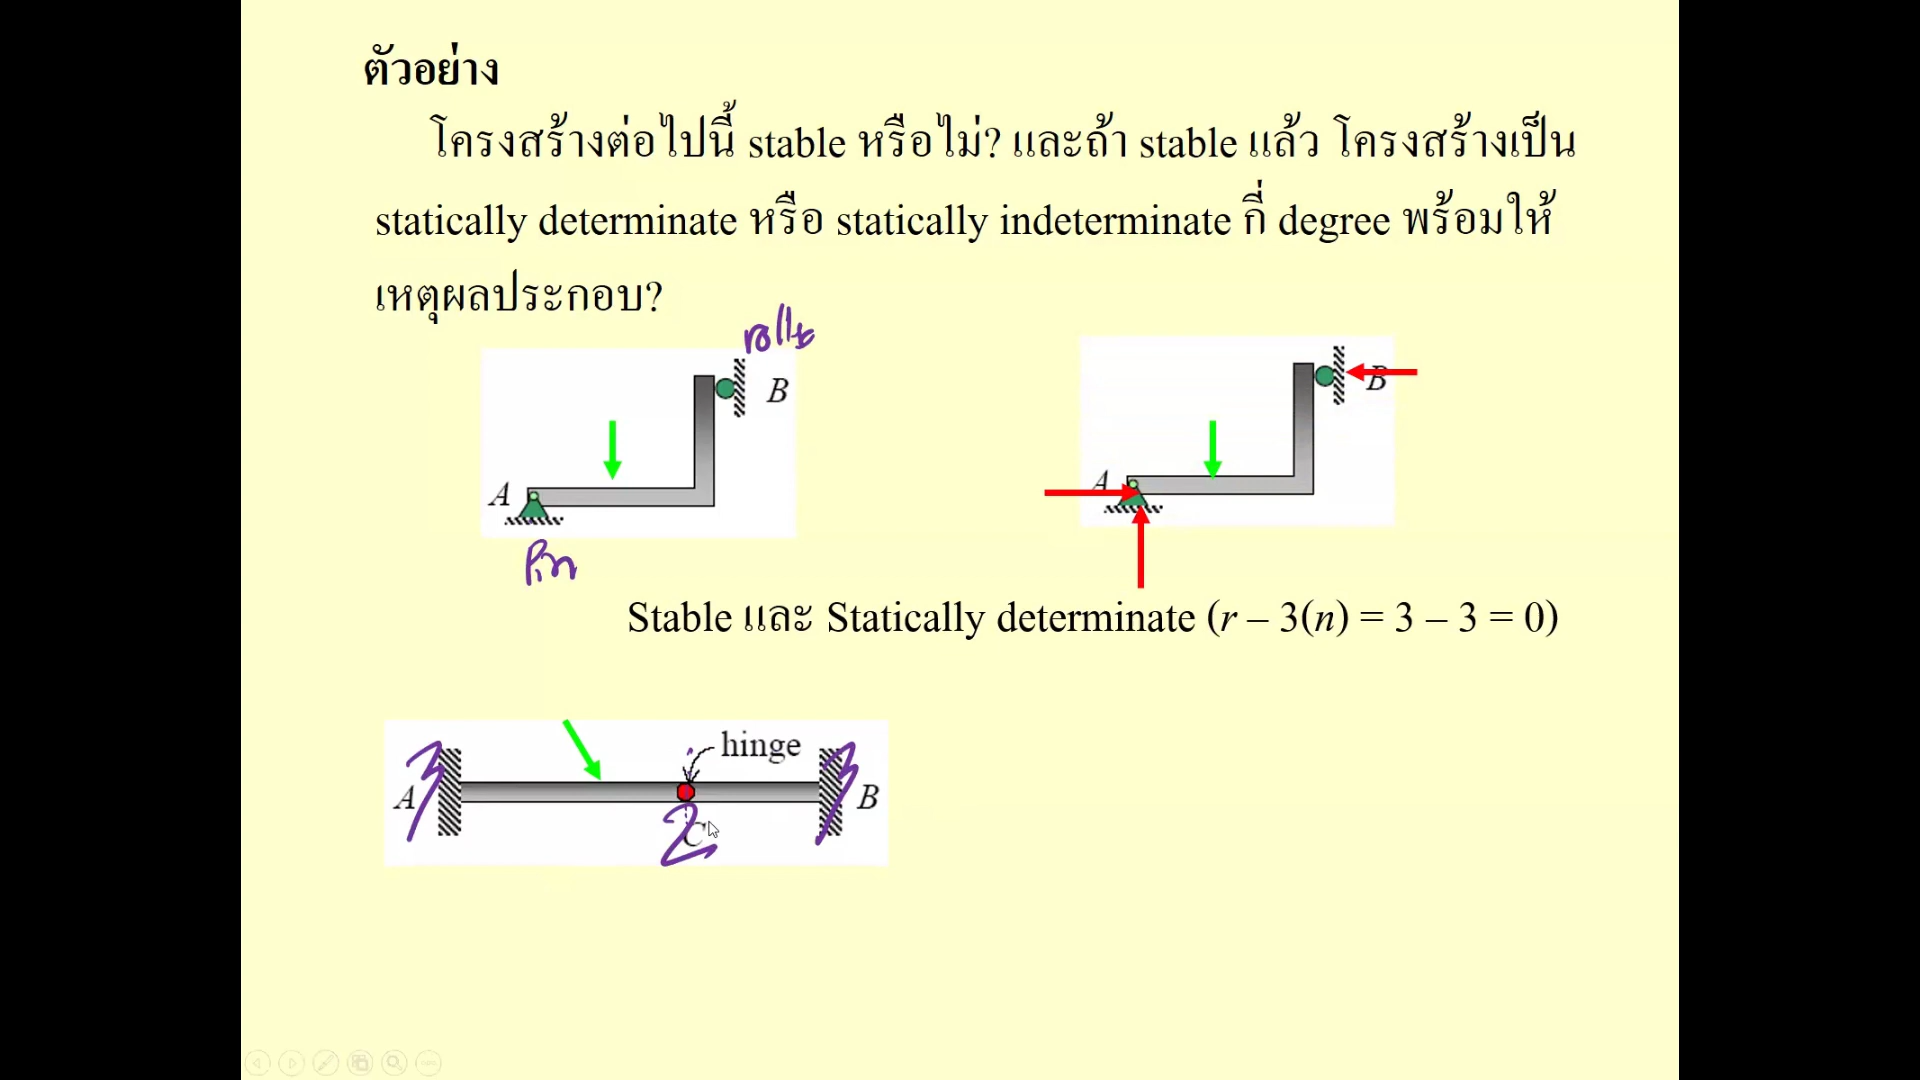 ตัวอย่าง
โครงสร้างต่อไปนี้ stable หรือไม่? และถ้า stable แล้ว โครงสร้างเป็น
statically determinate หรือ statically indeterminate กี่ degree พร้อมให้
เหตุผลประกอบ?
roller
B
A
Pin
B
A
Stable และ Statically determinate (r – 3(n) = 3 – 3 = 0)
hinge
A 3
3 B
2
C